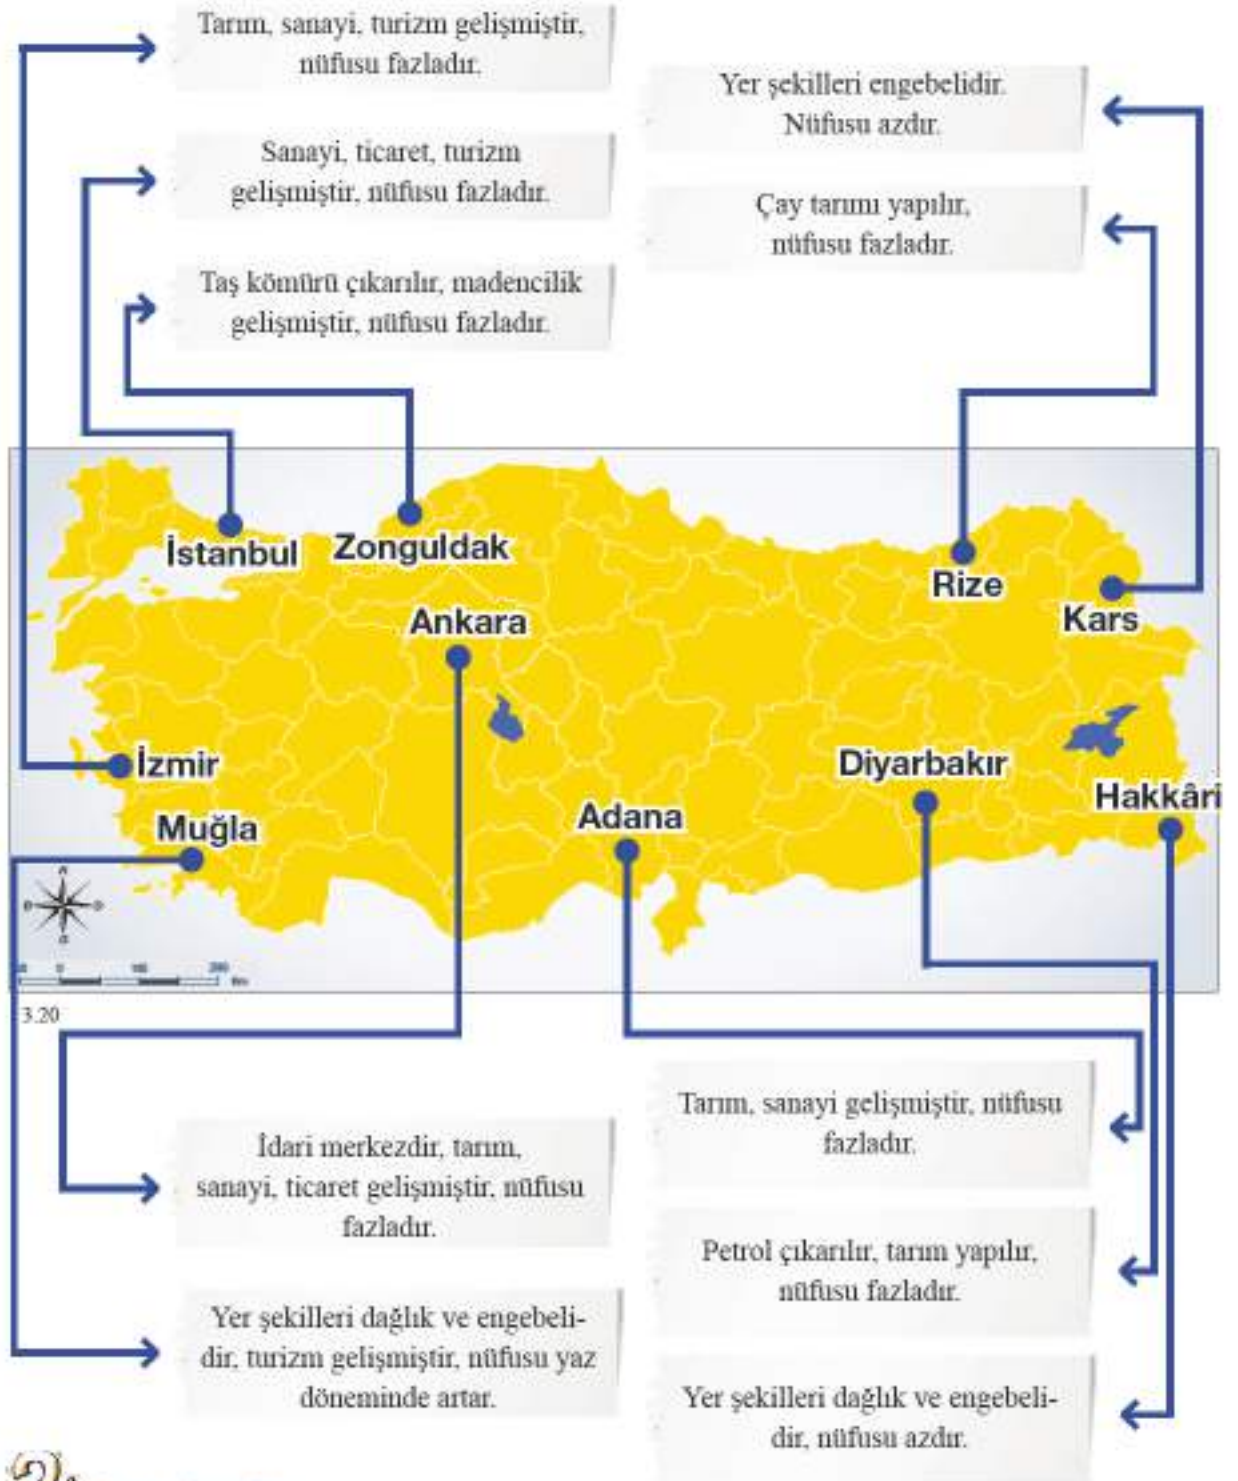 Tarım, sanayi, turizm gelişmiştir,
nüfusu fazladır.
Yer şekilleri engebelidir.
Nüfusu azdır.
Sanayi, ticaret, turizm
gelişmiştir, nüfusu fazladır.
Çay tarımı yapılır,
nüfusu fazladır.
Taş kömürü çıkarılır, madencilik
gelişmiştir, nüfusu fazladır.
İstanbul
Zonguldak
Rize
Kars
Ankara
İzmir
Diyarbakır
Hakkâri
Muğla
Adana
3.20
Tarım, sanayi gelişmiştir, nüfusu
fazladır.
İdari merkezdir, tarım,
sanayi, ticaret gelişmiştir, nüfusu
fazladır.
Petrol çıkarılır, tarım yapılır,
nüfusu fazladır.
Yer şekilleri dağlık ve engebeli-
dir, turizm gelişmiştir, nüfusu yaz
döneminde artar.
Yer şekilleri dağlık ve engebeli-
dir, nüfusu azdır.